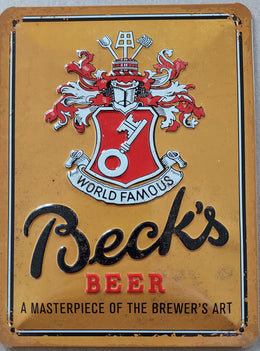 WORLD FAMOUS
Beck's
BEER
A MASTERPIECE OF THE BREWER'S ART